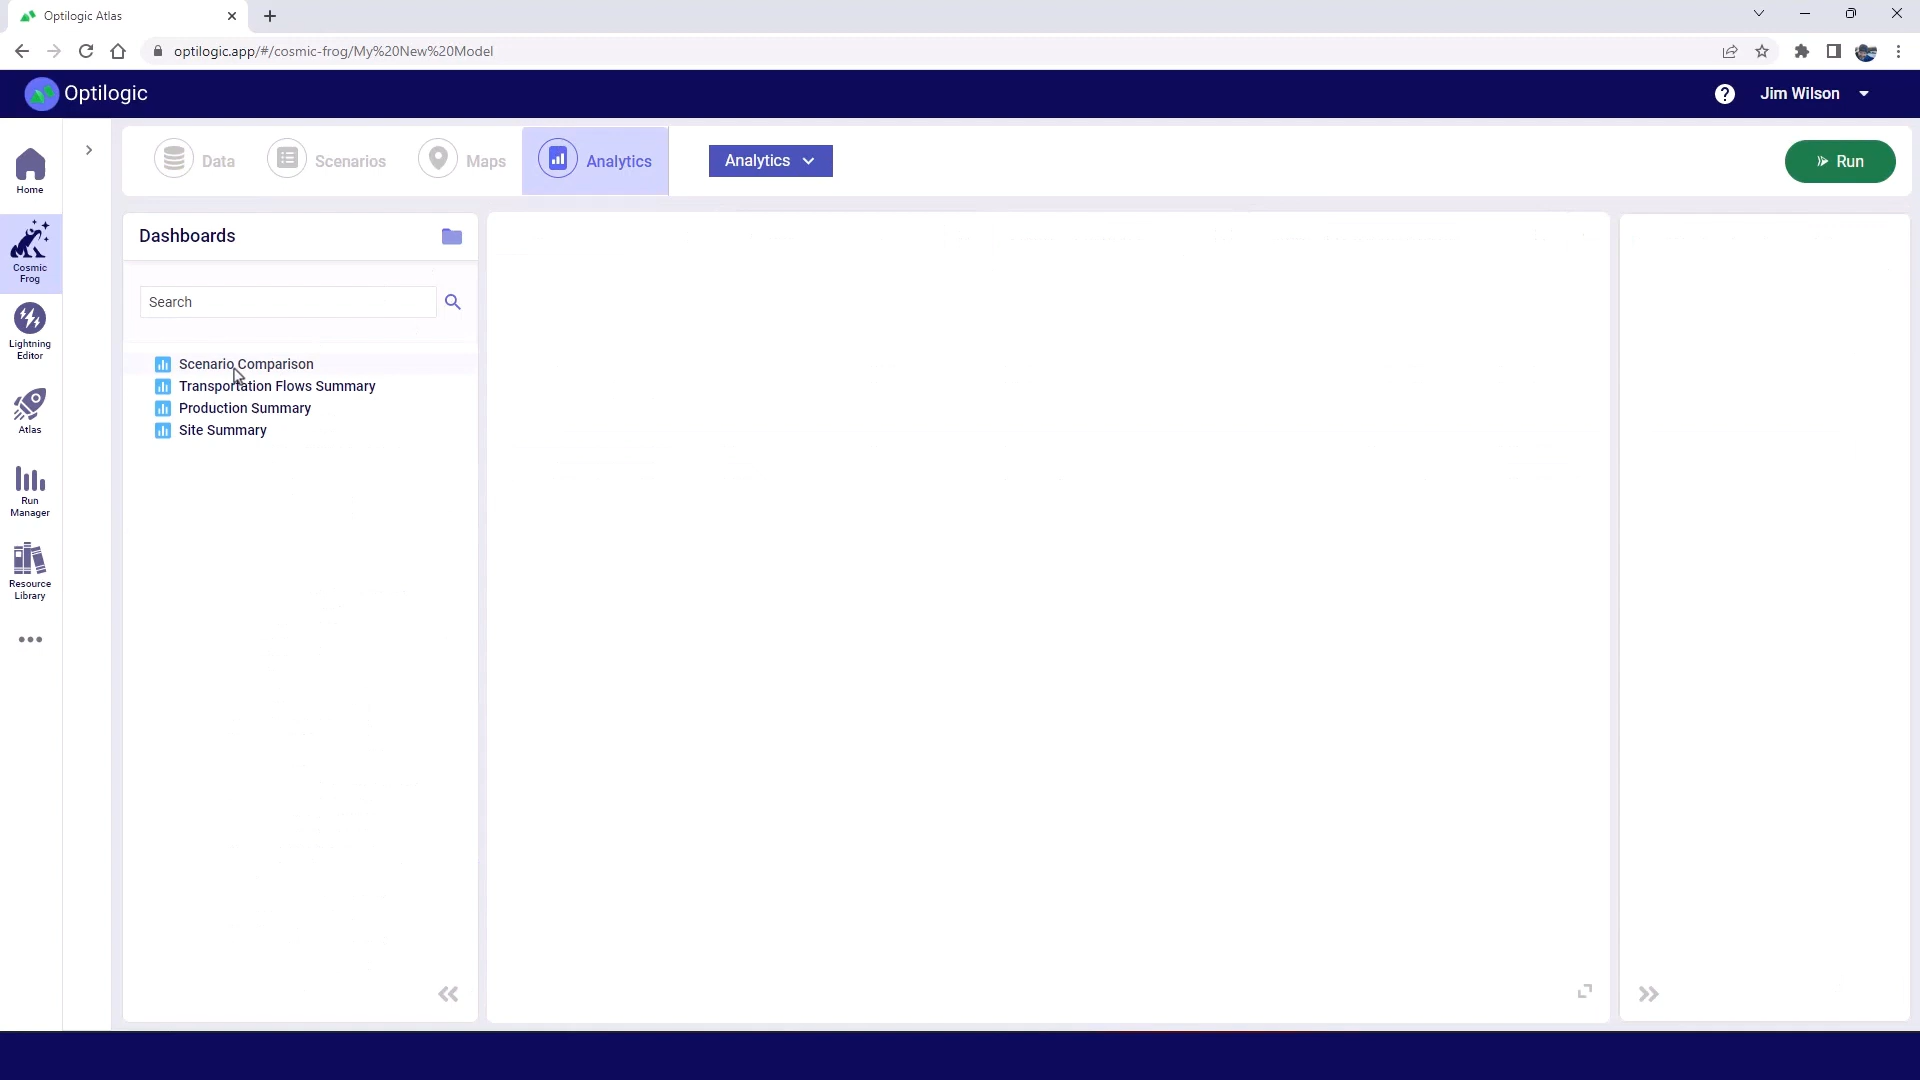 Optilogic Atlas
optilogic.app/#/cosmic-frog/My%20New%20Model
Optilogic
Jim Wilson
Home
Cosmic
Frog
Lightning
Editor
Atlas
Run
Manager
Resource
Library
Data
Scenarios
Maps
Analytics
Analytics
Run
Dashboards
Search
Scenario Comparison
Transportation Flows Summary
Production Summary
Site Summary